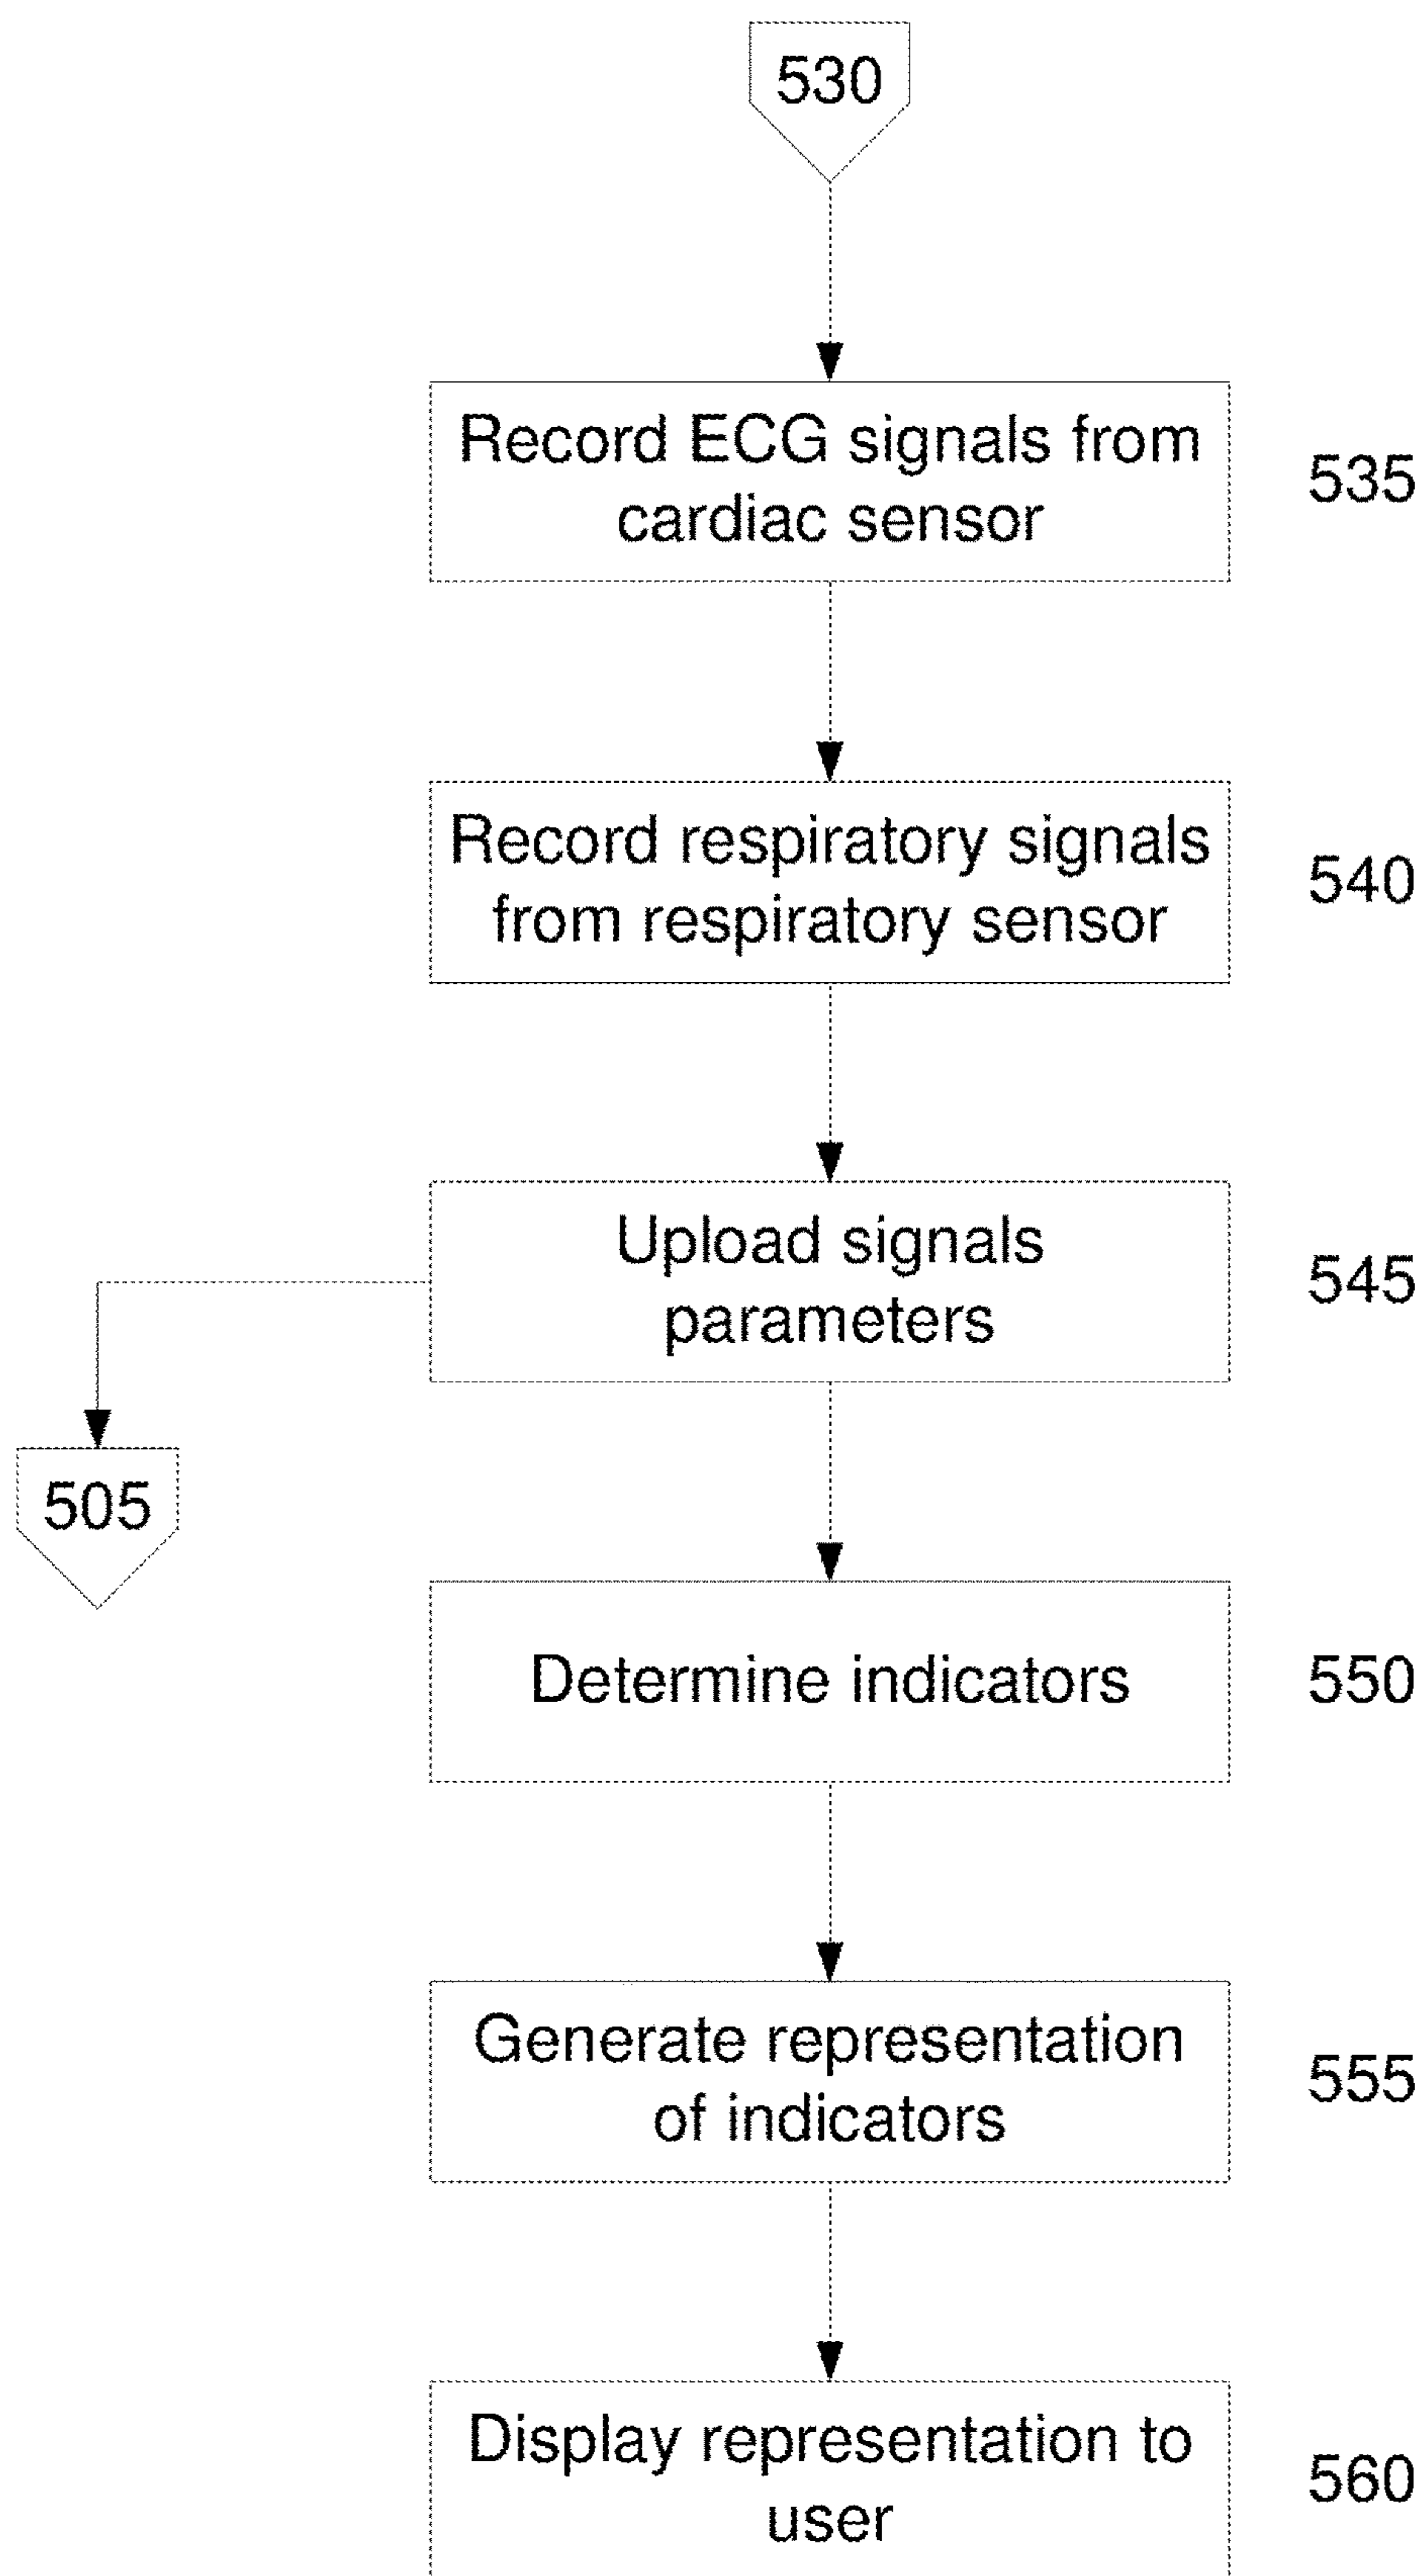 530
Record ECG signals from
cardiac sensor
535
Record respiratory signals
from respiratory sensor
540
Upload signals
parameters
545
505
Determine indicators
550
Generate representation
of indicators
555
Display representation to
user
560